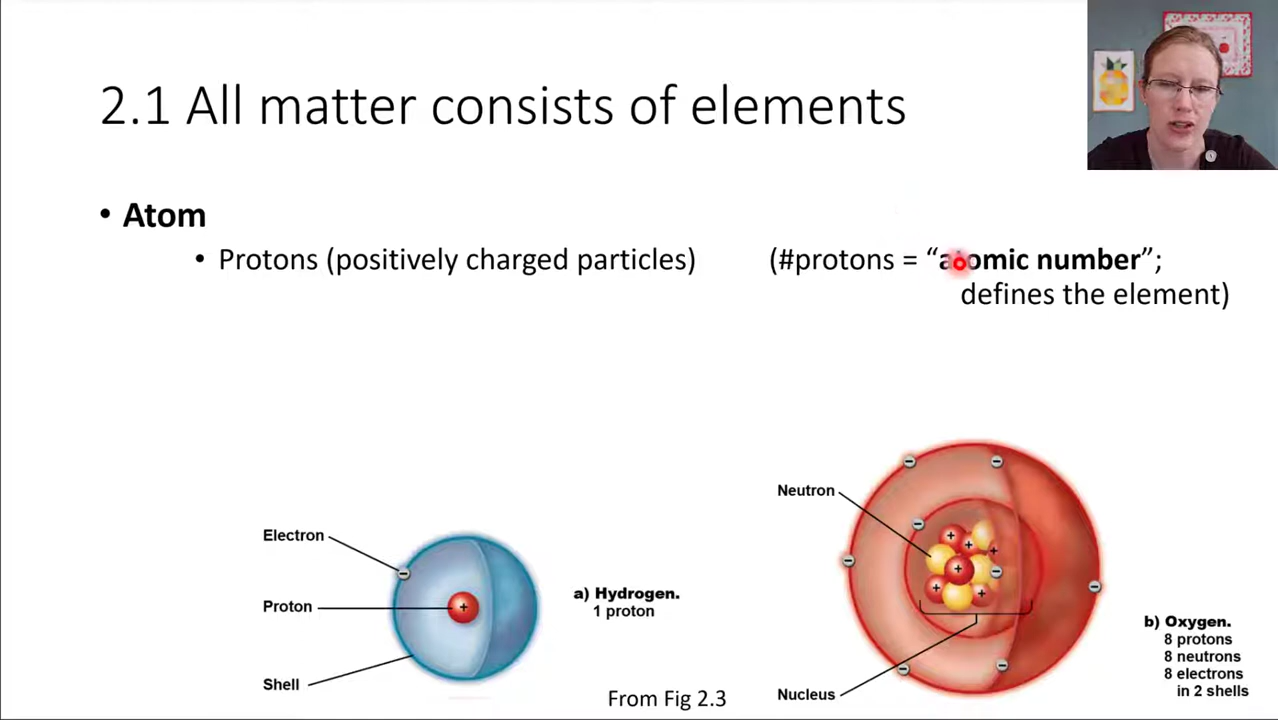 2.1 All matter consists of elements
• Atom
• Protons (positively charged particles) (#protons = “atomic number”;
defines the element)
Neutron
Electron
Proton
Shell
a) Hydrogen.
1 proton
From Fig 2.3
Nucleus
b) Oxygen.
8 protons
8 neutrons
8 electrons
in 2 shells